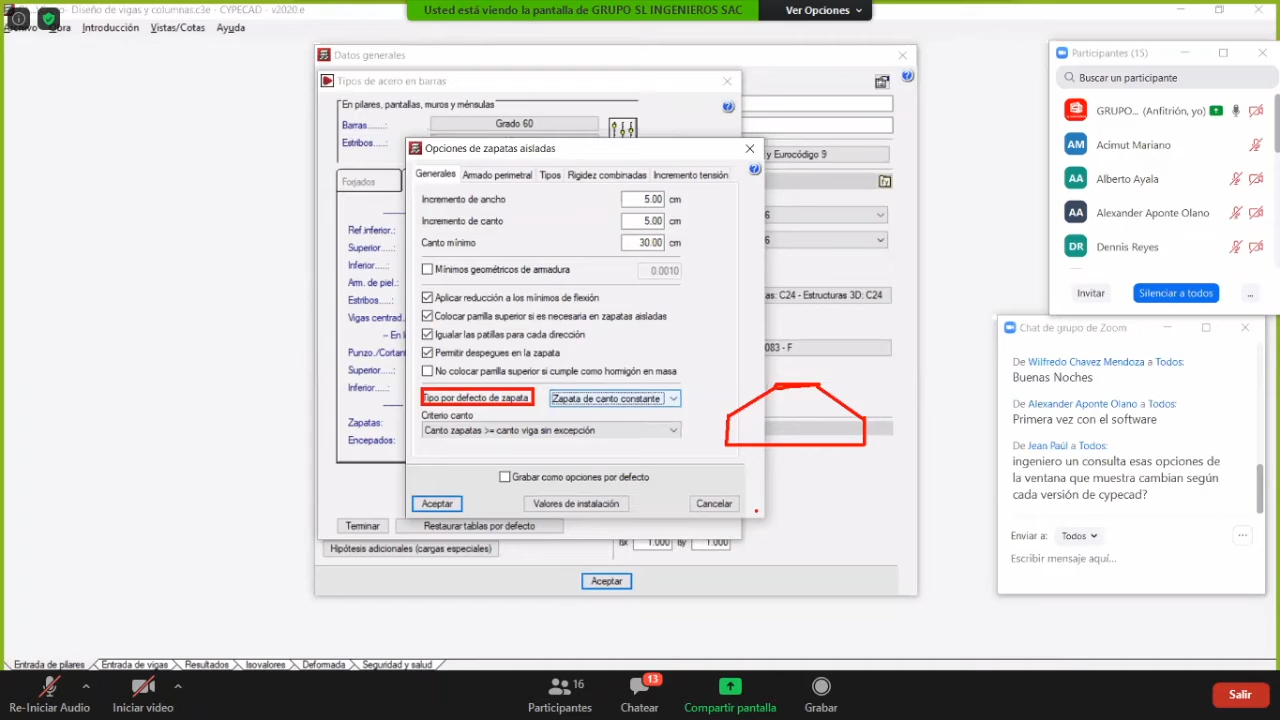 Usted está viendo la pantalla de GRUPO SL INGENIEROS SAC
Ver Opciones
Diseño de vigas y columnas.c3e - CYPECAD - v2020.e
Archivo Obra Introducción Vistas/Cotas Ayuda
Datos generales
Tipos de acero en barras
En pilares, pantallas, muros y ménsulas
Barras.......: Grado 60
Estribos.....:
y Eurocódigo 9
Forjados
Ref.inferior.:
Superior.....:
Inferior.....:
Arm. de piel.:
Estribos.....:
Vigas centrad.
Punzo./Cortan
Superior....:
Inferior....:
Zapatas:
Encepados:
6
6
as: C24 - Estructuras 3D: C24
083 - F
Opciones de zapatas aisladas
Generales Armado perimetral Tipos Rigidez combinadas Incremento tensión
Incremento de ancho 5.00 cm
Incremento de canto 5.00 cm
Canto mínimo 30.00 cm
Mínimos geométricos de armadura 0.0010
Aplicar reducción a los mínimos de flexión
Colocar parrilla superior si es necesaria en zapatas aisladas
Igualar las patillas para cada dirección
Permitir despegues en la zapata
No colocar parrilla superior si cumple como hormigón en masa
Tipo por defecto de zapata Zapata de canto constante
Criterio canto
Canto zapatas >= canto viga sin excepción
Grabar como opciones por defecto
Aceptar Valores de instalación Cancelar
Terminar Restaurar tablas por defecto
Hipótesis adicionales (cargas especiales)
1.000 1.000
Aceptar
Participantes (15)
Buscar un participante
GRUPO... (Anfitrión, yo)
AM Acimut Mariano
AA Alberto Ayala
AA Alexander Aponte Olano
DR Dennis Reyes
Invitar Silenciar a todos ...
Chat de grupo de Zoom
De Wilfredo Chavez Mendoza a Todos:
Buenas Noches
De Alexander Aponte Olano a Todos:
Primera vez con el software
De Jean Paúl a Todos:
ingeniero un consulta esas opciones de
la ventana que muestra cambian según
cada versión de cypecad?
Enviar a: Todos
Escribir mensaje aquí...
Entrada de pilares Entrada de vigas Resultados Isovalores Deformada Seguridad y salud
16
13
Re-Iniciar Audio Iniciar video Participantes Chatear Compartir pantalla Grabar Salir